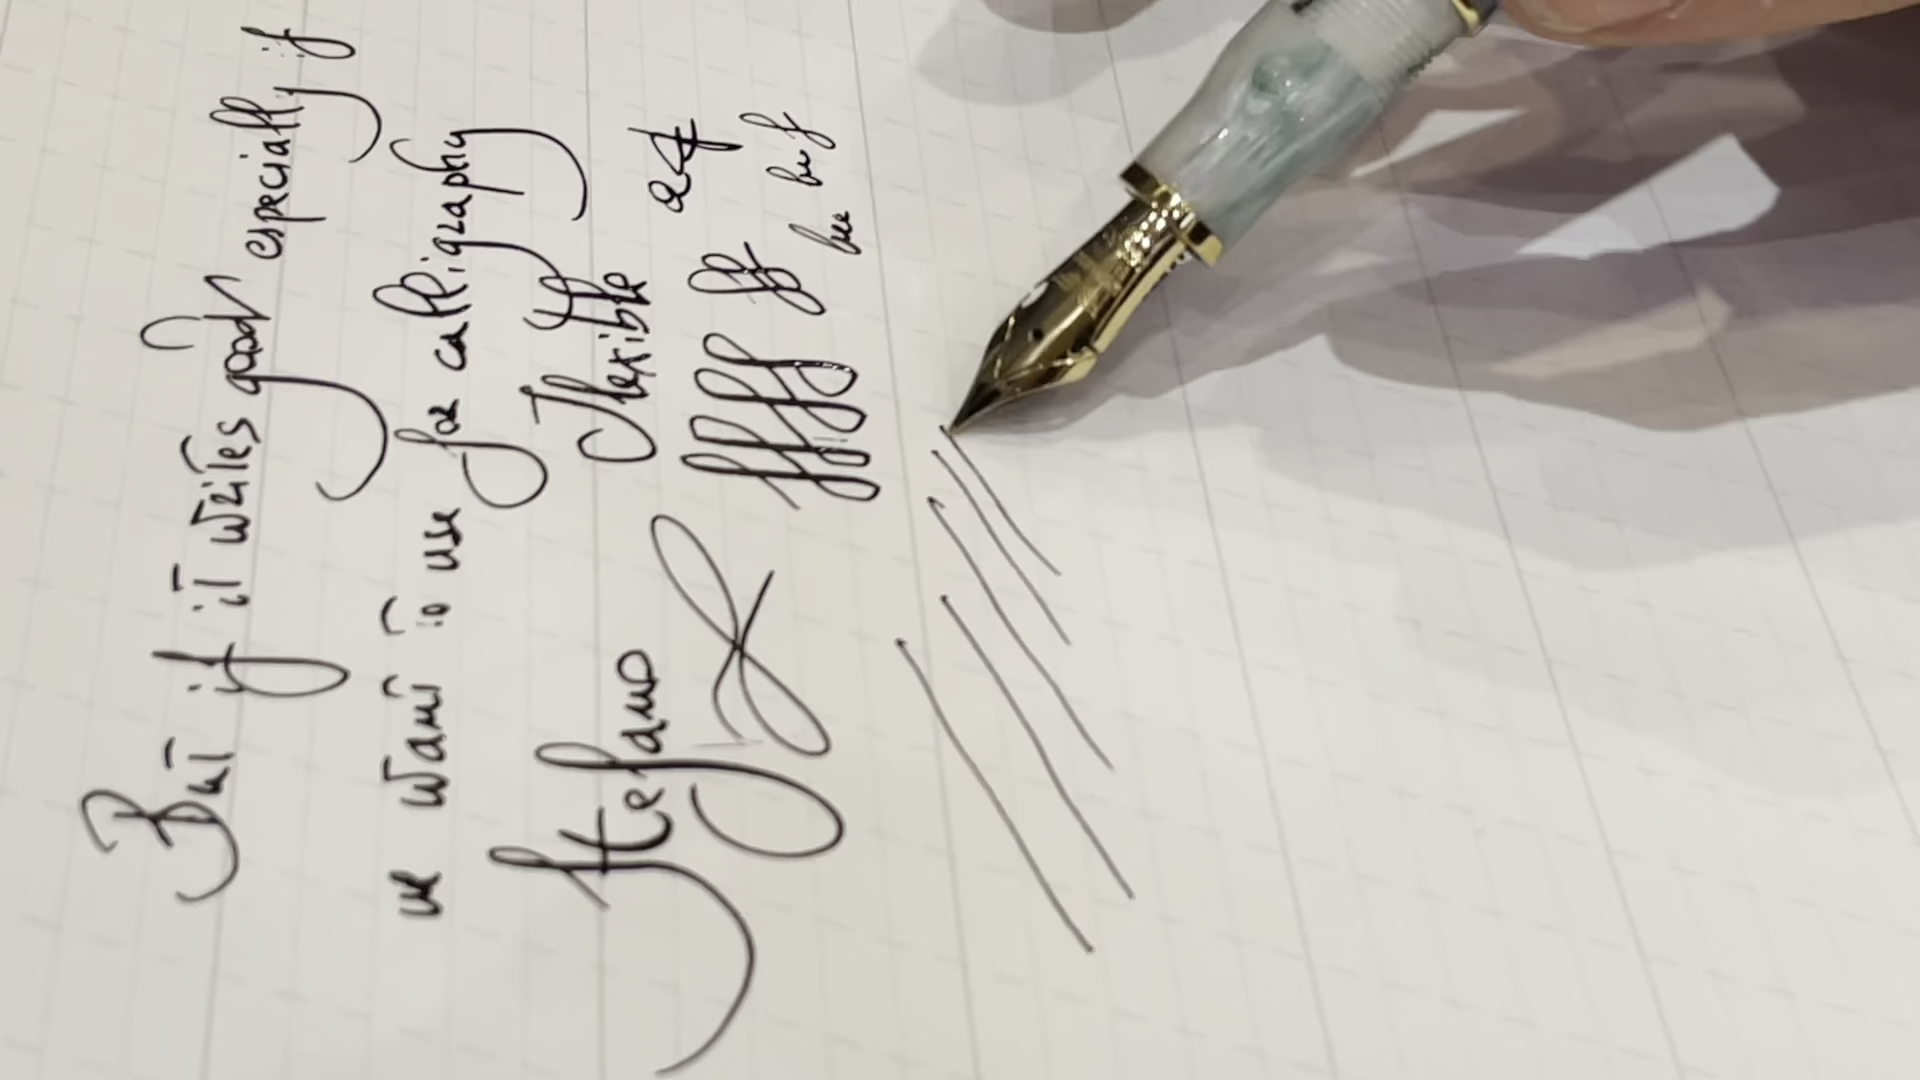 But if it writes good especially if
we want to use for calligraphy
Stefano Flexible